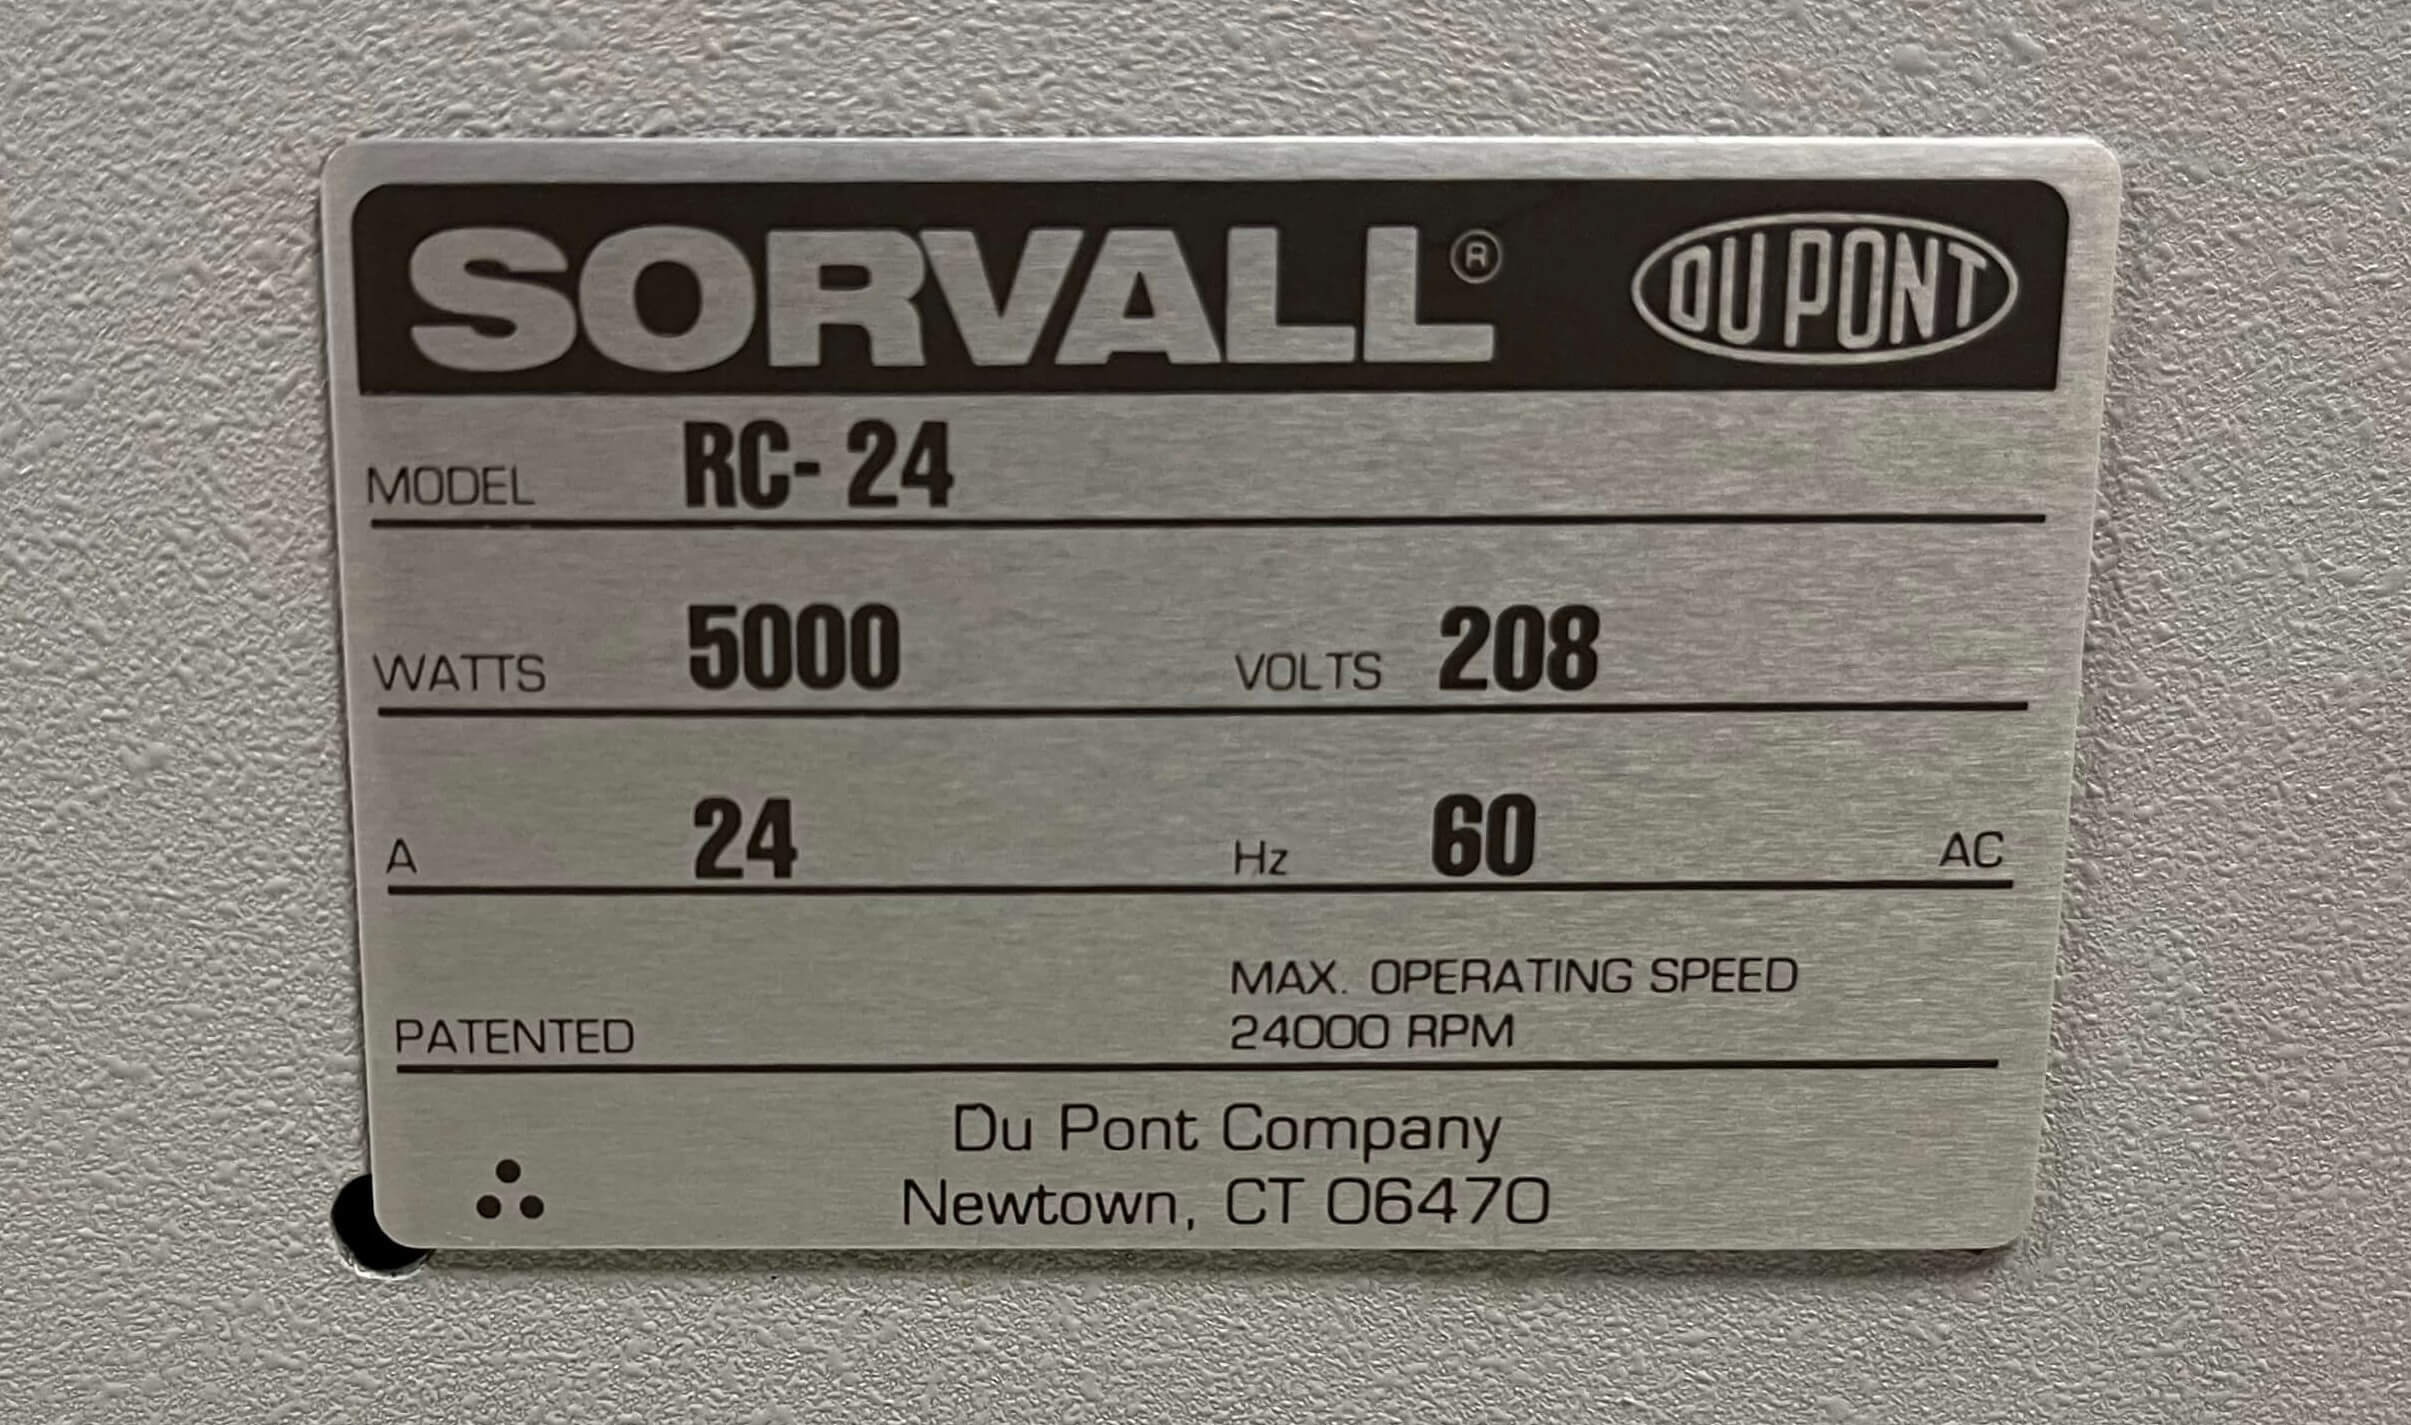 SORVALL® DU PONT
MODEL RC-24
WATTS 5000 VOLTS 208
A 24 Hz 60 AC
MAX. OPERATING SPEED
PATENTED 24000 RPM
Du Pont Company
Newtown, CT 06470